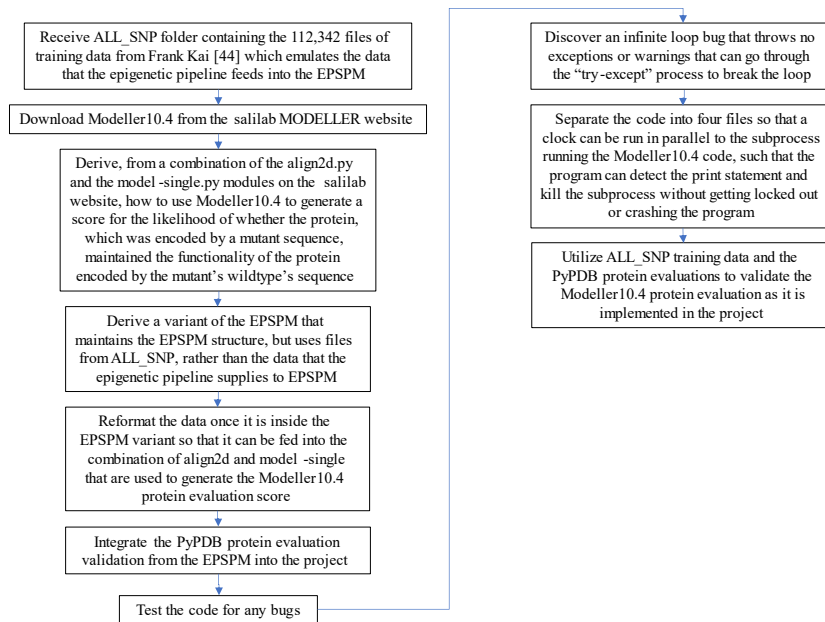 Receive ALL_SNP folder containing the 112,342 files of
training data from Frank Kai [44] which emulates the data
that the epigenetic pipeline feeds into the EPSPM
Download Modeller10.4 from the salilab MODELLER website
Derive, from a combination of the align2d.py
and the model -single.py modules on the salilab
website, how to use Modeller10.4 to generate a
score for the likelihood of whether the protein,
which was encoded by a mutant sequence,
maintained the functionality of the protein
encoded by the mutant's wildtype's sequence
Derive a variant of the EPSPM that
maintains the EPSPM structure, but uses files
from ALL_SNP, rather than the data that the
epigenetic pipeline supplies to EPSPM
Reformat the data once it is inside the
EPSPM variant so that it can be fed into the
combination of align2d and model -single
that are used to generate the Modeller10.4
protein evaluation score
Integrate the PyPDB protein evaluation
validation from the EPSPM into the project
Test the code for any bugs
Discover an infinite loop bug that throws no
exceptions or warnings that can go through
the “try-except” process to break the loop
Separate the code into four files so that a
clock can be run in parallel to the subprocess
running the Modeller10.4 code, such that the
program can detect the print statement and
kill the subprocess without getting locked out
or crashing the program
Utilize ALL_SNP training data and the
PyPDB protein evaluations to validate the
Modeller10.4 protein evaluation as it is
implemented in the project